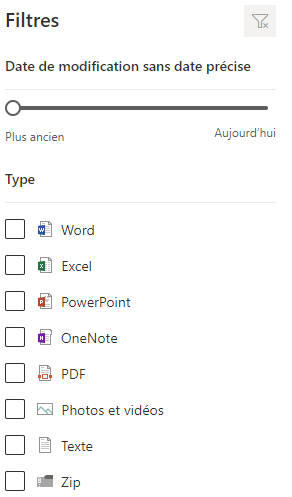 Filtres
Date de modification sans date précise
Plus ancien
Aujourd'hui
Type
Word
Excel
PowerPoint
OneNote
PDF
Photos et vidéos
Texte
Zip